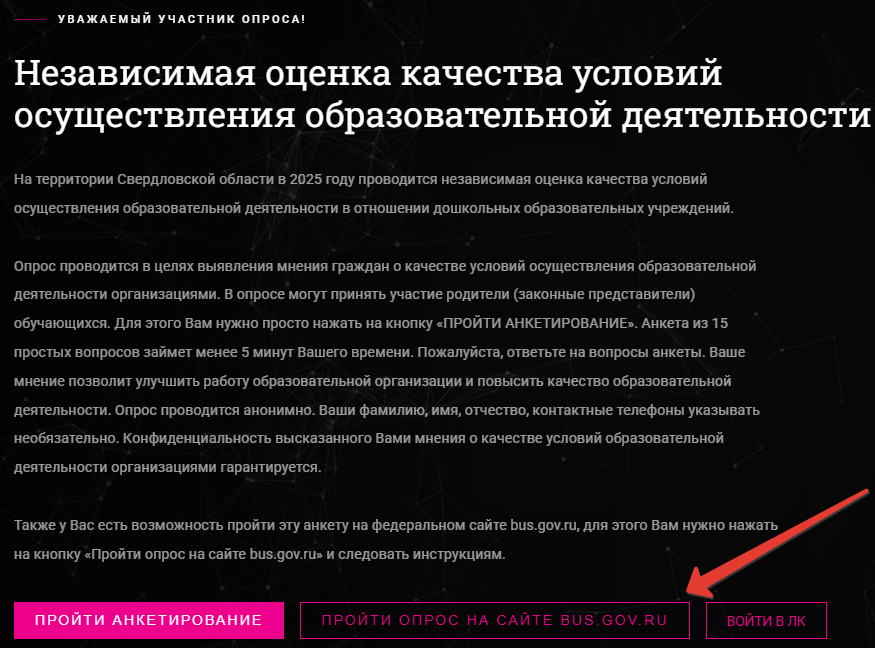 УВАЖАЕМЫЙ УЧАСТНИК ОПРОСА!
Независимая оценка качества условий
осуществления образовательной деятельности
На территории Свердловской области в 2025 году проводится независимая оценка качества условий
осуществления образовательной деятельности в отношении дошкольных образовательных учреждений.
Опрос проводится в целях выявления мнения граждан о качестве условий осуществления образовательной
деятельности организациями. В опросе могут принять участие родители (законные представители)
обучающихся. Для этого Вам нужно просто нажать на кнопку «ПРОЙТИ АНКЕТИРОВАНИЕ». Анкета из 15
простых вопросов займет менее 5 минут Вашего времени. Пожалуйста, ответьте на вопросы анкеты. Ваше
мнение позволит улучшить работу образовательной организации и повысить качество образовательной
деятельности. Опрос проводится анонимно. Ваши фамилию, имя, отчество, контактные телефоны указывать
необязательно. Конфиденциальность высказанного Вами мнения о качестве условий образовательной
деятельности организациями гарантируется.
Также у Вас есть возможность пройти эту анкету на федеральном сайте bus.gov.ru, для этого Вам нужно нажать
на кнопку «Пройти опрос на сайте bus.gov.ru» и следовать инструкциям.
ПРОЙТИ АНКЕТИРОВАНИЕ
ПРОЙТИ ОПРОС НА САЙТЕ BUS.GOV.RU
ВОЙТИ В ЛК